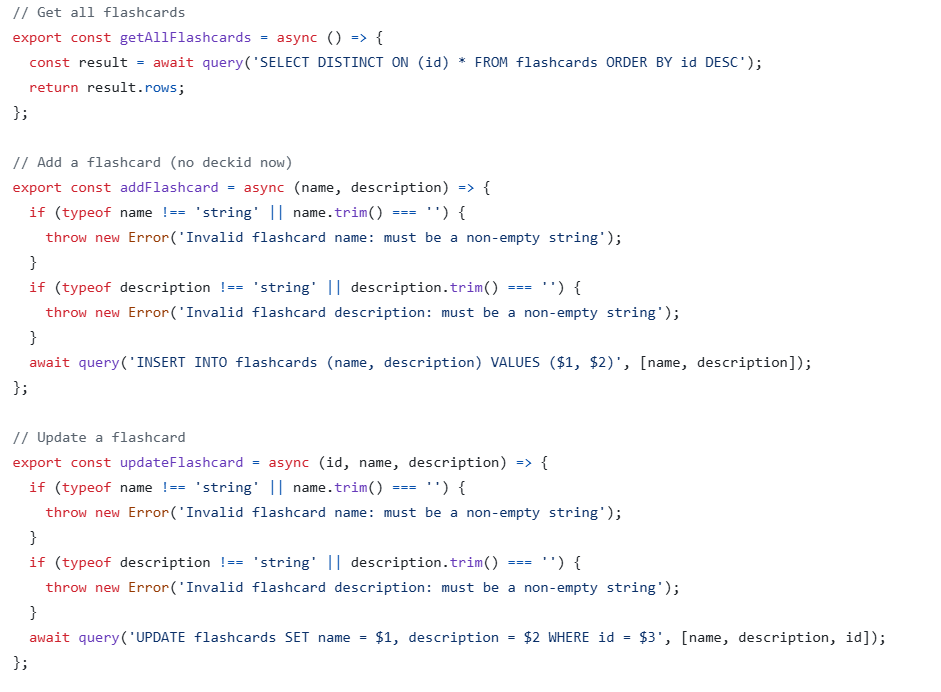 // Get all flashcards
export const getAllFlashcards = async () => {
  const result = await query('SELECT DISTINCT ON (id) * FROM flashcards ORDER BY id DESC');
  return result.rows;
};

// Add a flashcard (no deckid now)
export const addFlashcard = async (name, description) => {
  if (typeof name !== 'string' || name.trim() === '') {
    throw new Error('Invalid flashcard name: must be a non-empty string');
  }
  if (typeof description !== 'string' || description.trim() === '') {
    throw new Error('Invalid flashcard description: must be a non-empty string');
  }
  await query('INSERT INTO flashcards (name, description) VALUES ($1, $2)', [name, description]);
};

// Update a flashcard
export const updateFlashcard = async (id, name, description) => {
  if (typeof name !== 'string' || name.trim() === '') {
    throw new Error('Invalid flashcard name: must be a non-empty string');
  }
  if (typeof description !== 'string' || description.trim() === '') {
    throw new Error('Invalid flashcard description: must be a non-empty string');
  }
  await query('UPDATE flashcards SET name = $1, description = $2 WHERE id = $3', [name, description, id]);
};